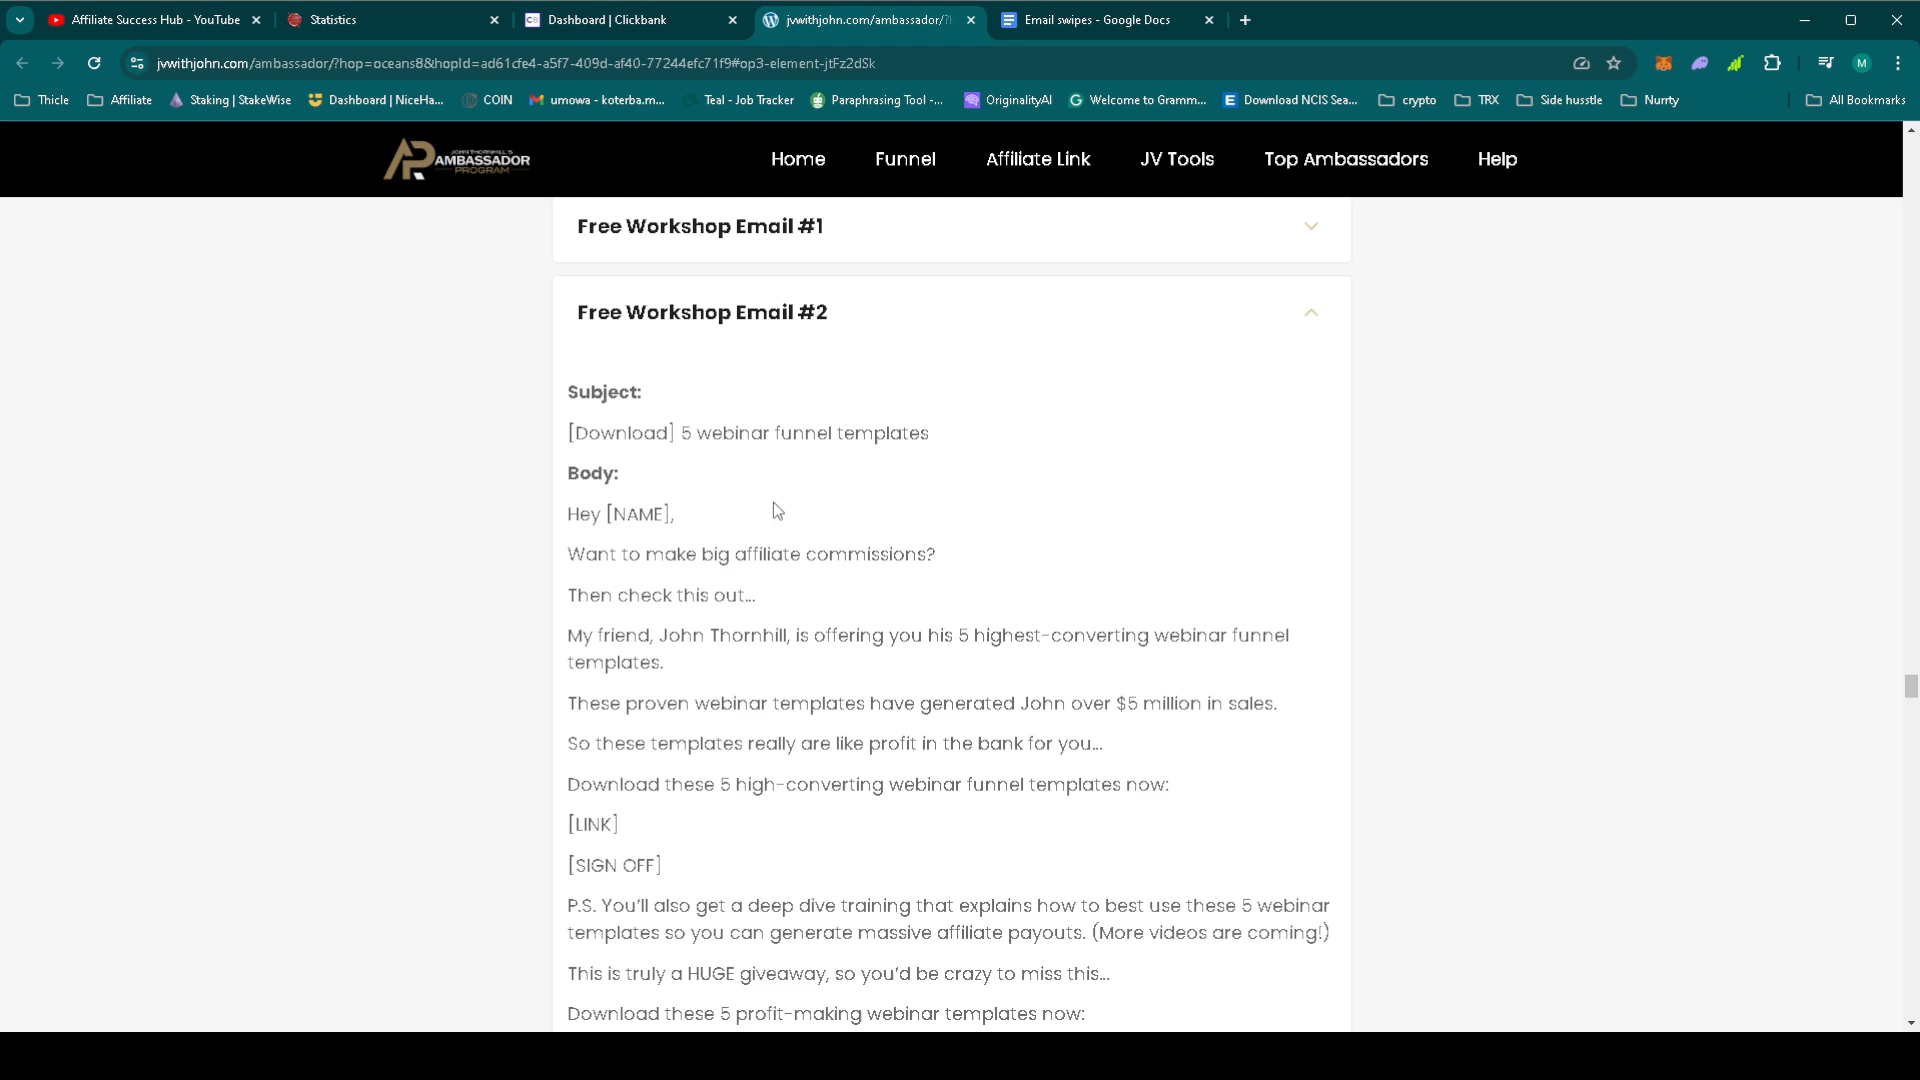 Affiliate Success Hub - YouTube
Statistics
Dashboard | Clickbank
jvwithjohn.com/ambassador/?
Email swipes - Google Docs
jvwithjohn.com/ambassador/?hop=oceans8&hopId=ad61cfe4-a5f7-409d-af40-77244efc71f9#op3-element-jtFz2dSk
M
Thicle
Affiliate
Staking | StakeWise
Dashboard | NiceHa...
COIN
umowa - koterba.m...
Teal - Job Tracker
Paraphrasing Tool -...
OriginalityAI
Welcome to Gramm...
Download NCIS Sea...
crypto
TRX
Side husstle
Nurrty
All Bookmarks
JOHN THORNHILL'S
AMBASSADOR
PROGRAM
Home
Funnel
Affiliate Link
JV Tools
Top Ambassadors
Help
Free Workshop Email #1
Free Workshop Email #2
Subject:
[Download] 5 webinar funnel templates
Body:
Hey [NAME],
Want to make big affiliate commissions?
Then check this out...
My friend, John Thornhill, is offering you his 5 highest-converting webinar funnel
templates.
These proven webinar templates have generated John over $5 million in sales.
So these templates really are like profit in the bank for you...
Download these 5 high-converting webinar funnel templates now:
[LINK]
[SIGN OFF]
P.S. You'll also get a deep dive training that explains how to best use these 5 webinar
templates so you can generate massive affiliate payouts. (More videos are coming!)
This is truly a HUGE giveaway, so you'd be crazy to miss this...
Download these 5 profit-making webinar templates now: